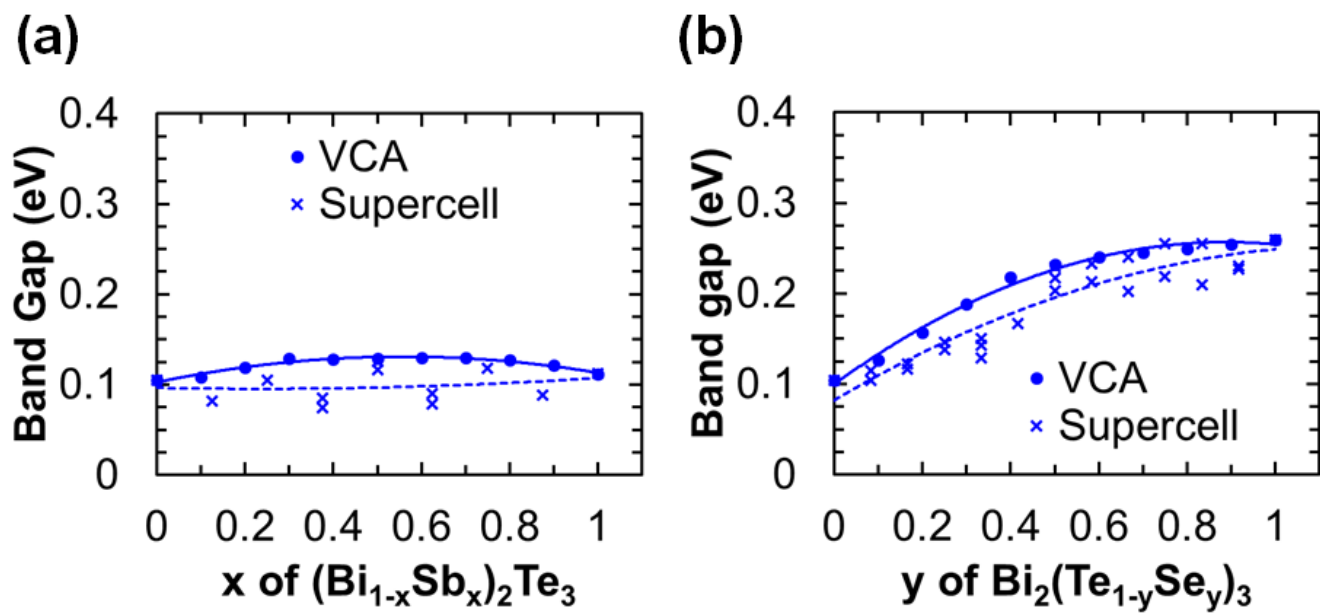 (a)
Band Gap (eV)
0.4
0.3
0.2
0.1
0
VCA
Supercell
0 0.2 0.4 0.6 0.8 1
x of (Bi₁₋ₓSbₓ)₂Te₃
(b)
Band gap (eV)
0.4
0.3
0.2
0.1
0
VCA
Supercell
0 0.2 0.4 0.6 0.8 1
y of Bi₂(Te₁₋ySey)₃